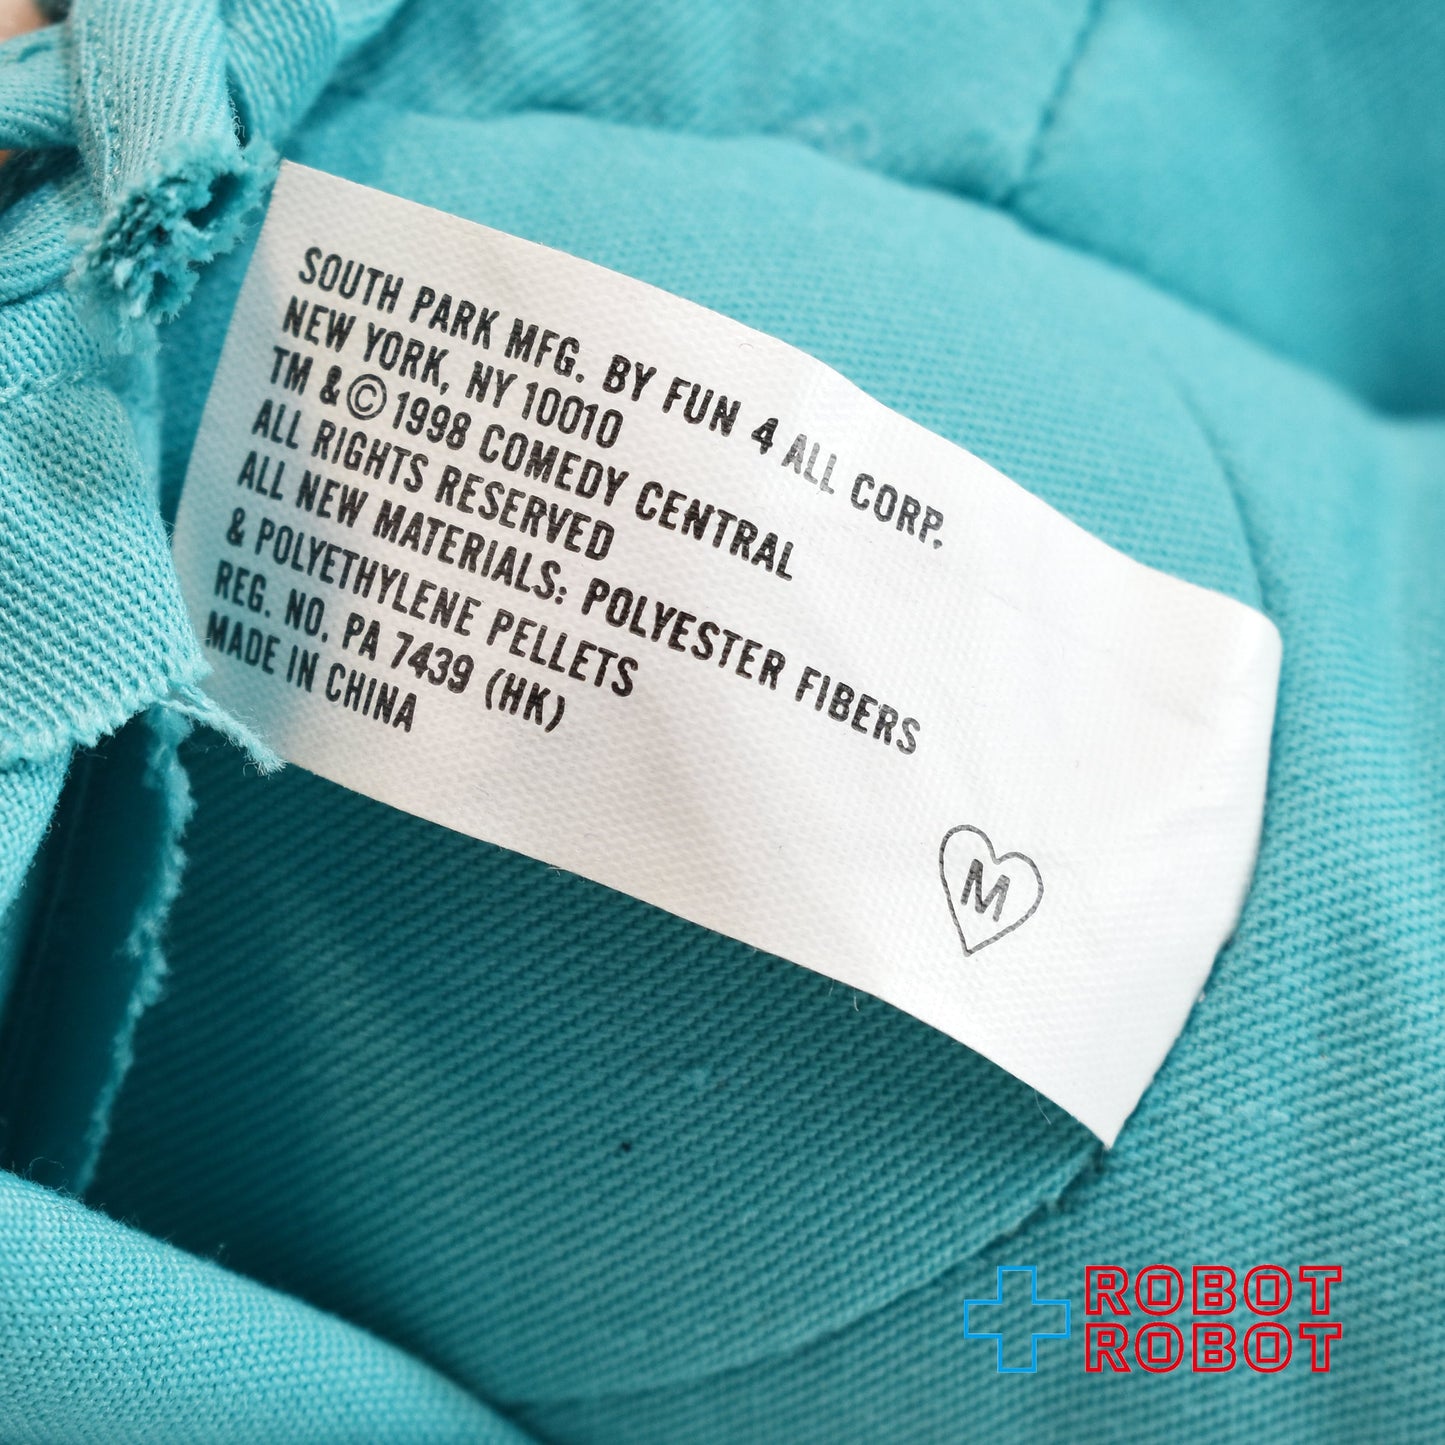 SOUTH PARK MFG. BY FUN 4 ALL CORP.
NEW YORK, NY 10010
TM & © 1998 COMEDY CENTRAL
ALL RIGHTS RESERVED
ALL NEW MATERIALS: POLYESTER FIBERS
& POLYETHYLENE PELLETS
REG. NO. PA 7439 (HK)
MADE IN CHINA
M
ROBOT
ROBOT